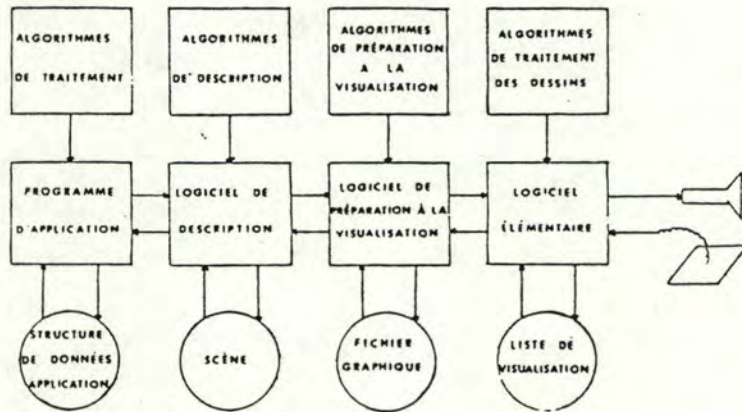 ALGORITHMES
DE TRAITEMENT
ALGORITHMES
DE DESCRIPTION
ALGORITHMES
DE PRÉPARATION
A LA
VISUALISATION
ALGORITHMES
DE TRAITEMENT
DES DESSINS
PROGRAMME
D'APPLICATION
LOGICIEL DE
DESCRIPTION
LOGICIEL DE
PRÉPARATION À LA
VISUALISATION
LOGICIEL
ÉLÉMENTAIRE
STRUCTURE
DE DONNÉES
APPLICATION
SCÈNE
FICHIER
GRAPHIQUE
LISTE DE
VISUALISATION